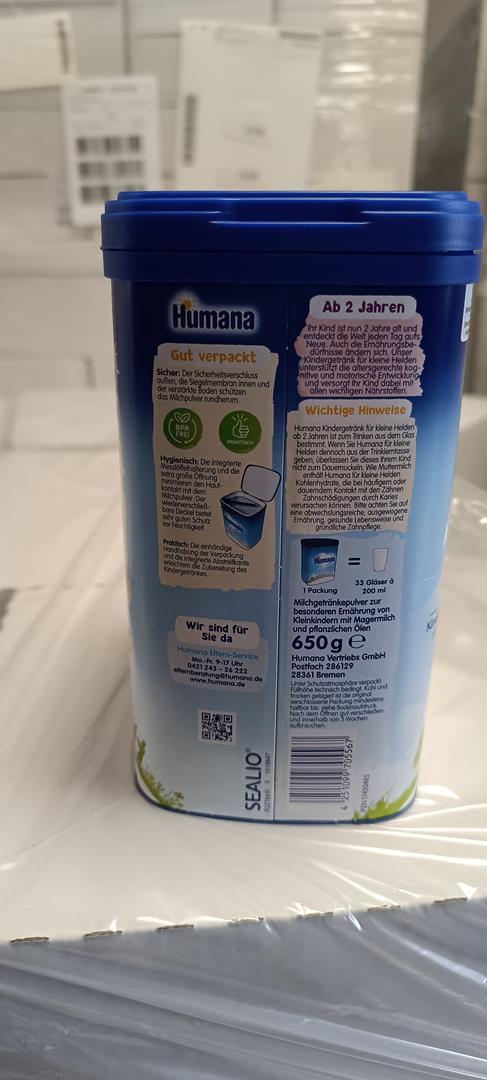 Humana
Gut verpackt
Sicher: Der Sicherheitsverschluss
außen, die Siegelmembran innen und
der verstärkte Boden schützen
das Milchpulver rundherum.
BPA
FREI
PRAKTISCH
Hygienisch: Die integrierte
Messlöffelhalterung und die
extra große Öffnung
minimieren den Haut-
kontakt mit dem
Milchpulver. Der
wiederverschließ-
bare Deckel bietet
sehr guten Schutz
vor Feuchtigkeit.
Praktisch: Die einhändige
Handhabung der Verpackung
und die integrierte Abstreifkante
erleichtern die Zubereitung des
Kindergetränkes.
Wir sind für
Sie da
Humana Eltern-Service
Mo.-Fr. 9-17 Uhr
0421 243 - 26 222
elternberatung@humana.de
www.humana.de
SEALIO®
Ab 2 Jahren
Ihr Kind ist nun 2 Jahre alt und
entdeckt die Welt jeden Tag aufs
Neue. Auch die Ernährungsbe-
dürfnisse ändern sich. Unser
Kindergetränk für kleine Helden
unterstützt die altersgerechte kog-
nitive und motorische Entwicklung
und versorgt Ihr Kind dabei mit
allen wichtigen Nährstoffen.
Wichtige Hinweise
Humana Kindergetränk für kleine Helden
ab 2 Jahren ist zum Trinken aus dem Glas
bestimmt. Wenn Sie Humana für kleine
Helden dennoch aus der Trinklerntasse
geben, überlassen Sie dieses Ihrem Kind
nicht zum Dauernuckeln. Wie Muttermilch
enthält Humana für kleine Helden
Kohlenhydrate, die bei häufigem oder
dauerndem Kontakt mit den Zähnen
Zahnschädigungen durch Karies
verursachen können. Bitte achten Sie auf
eine abwechslungsreiche, ausgewogene
Ernährung, gesunde Lebensweise und
gründliche Zahnpflege.
Humana
=
1 Packung
33 Gläser à
200 ml
Milchgetränkepulver zur
besonderen Ernährung von
Kleinkindern mit Magermilch
und pflanzlichen Ölen
650 g ℮
Humana Vertriebs GmbH
Postfach 286129
28361 Bremen
Unter Schutzatmosphäre verpackt.
Füllhöhe technisch bedingt. Kühl und
trocken gelagert ist die original
verschlossene Packung mindestens
haltbar bis: siehe Bodenaufdruck.
Nach dem Öffnen gut verschließen
und innerhalb von 3 Wochen
aufbrauchen.
4 251099 705567
PZN 17420485